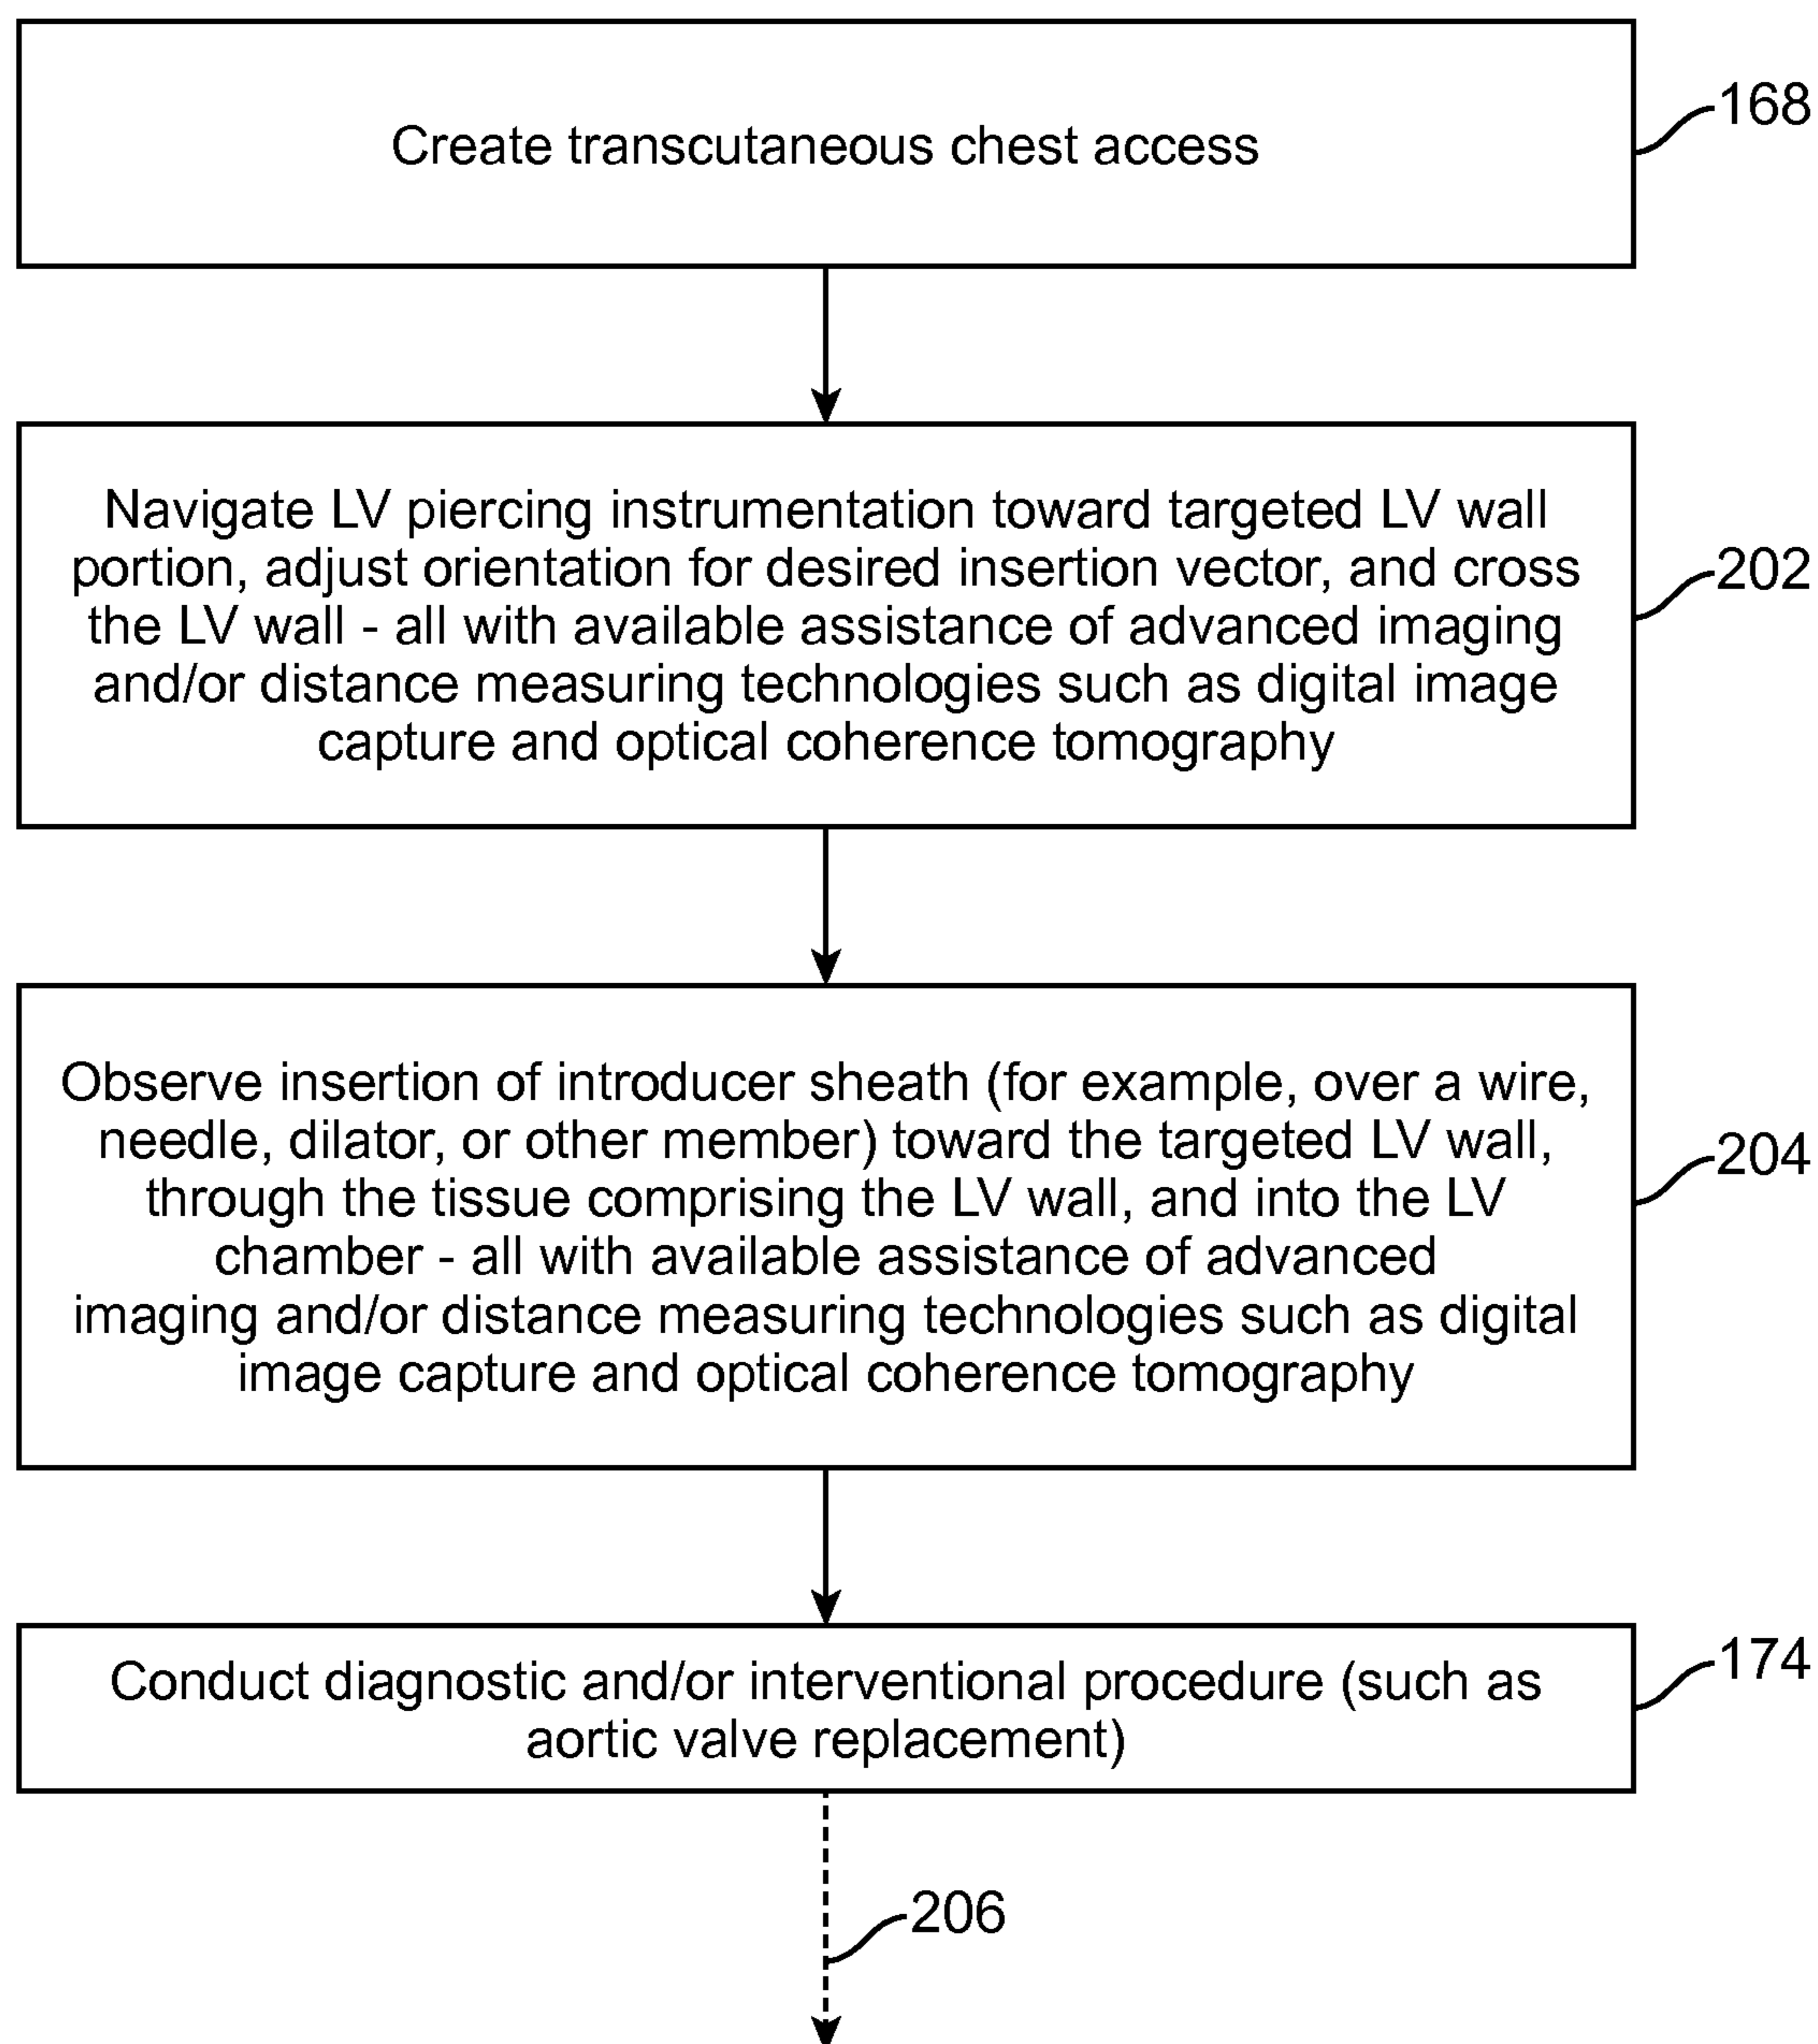 Create transcutaneous chest access
168
Navigate LV piercing instrumentation toward targeted LV wall
portion, adjust orientation for desired insertion vector, and cross
the LV wall - all with available assistance of advanced imaging
and/or distance measuring technologies such as digital image
capture and optical coherence tomography
202
Observe insertion of introducer sheath (for example, over a wire,
needle, dilator, or other member) toward the targeted LV wall,
through the tissue comprising the LV wall, and into the LV
chamber - all with available assistance of advanced
imaging and/or distance measuring technologies such as digital
image capture and optical coherence tomography
204
Conduct diagnostic and/or interventional procedure (such as
aortic valve replacement)
174
206